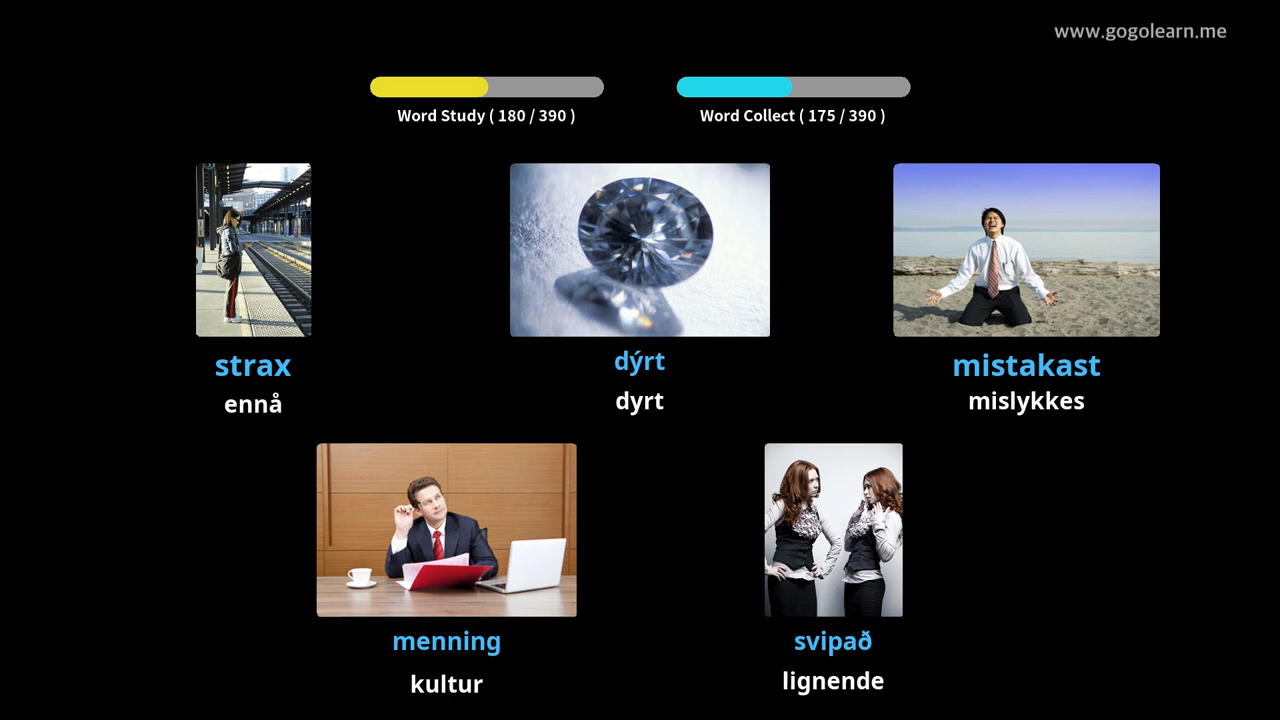 www.gogolearn.me
Word Study ( 180 / 390 )
Word Collect ( 175 / 390 )
strax
ennå
dýrt
dyrt
mistakast
mislykkes
menning
kultur
svipað
lignende